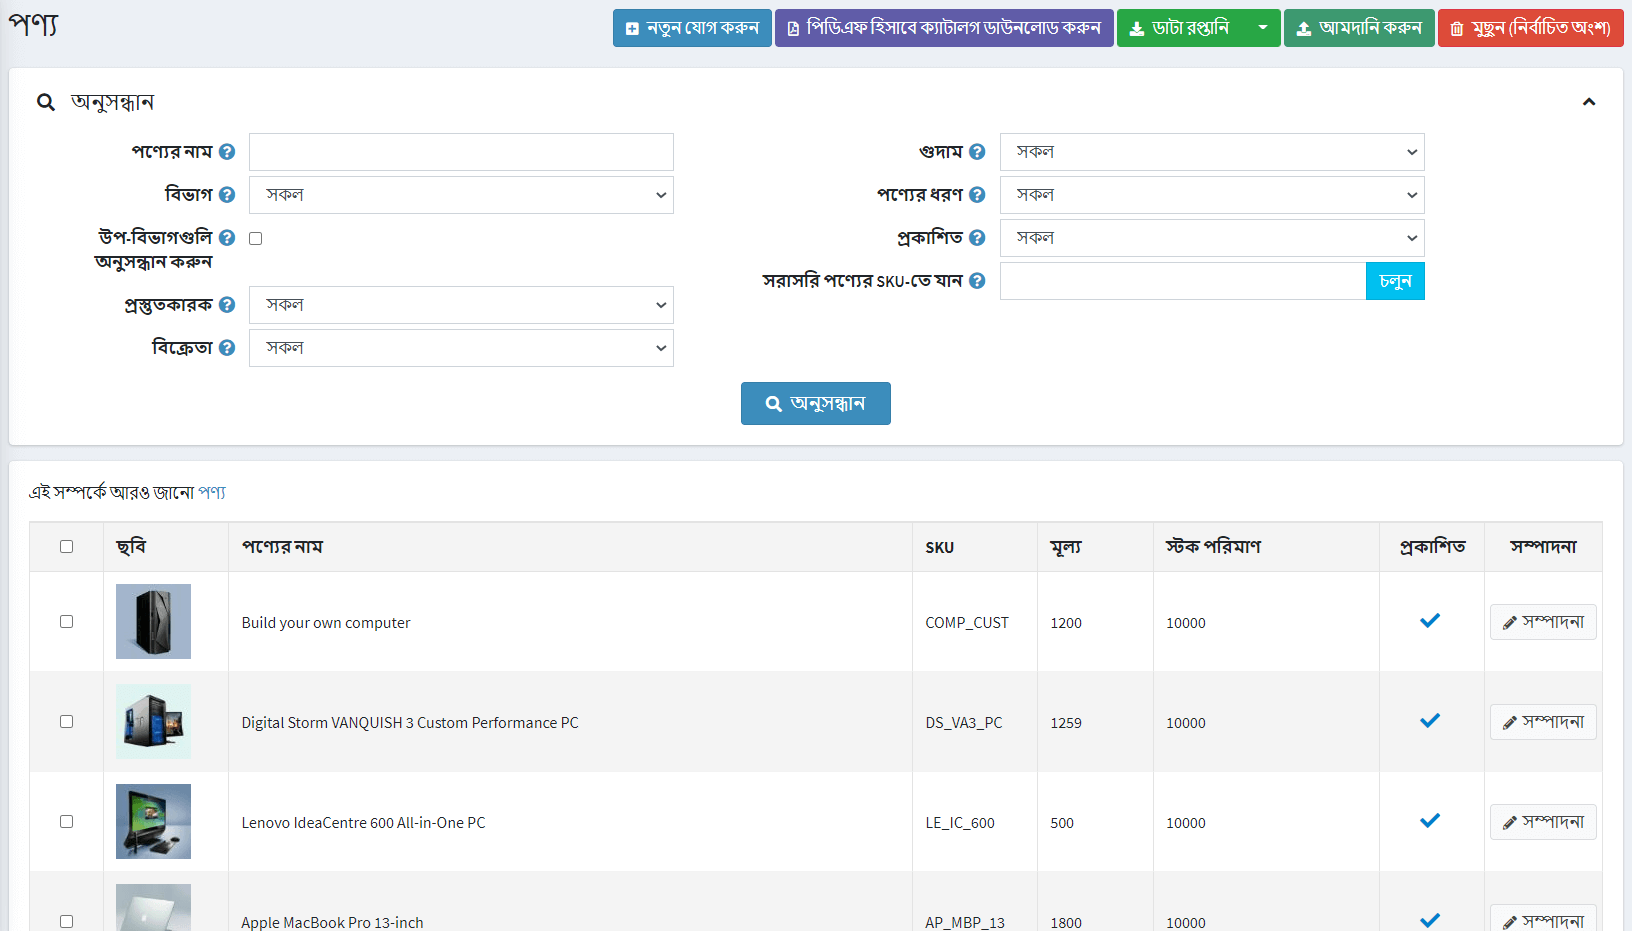 পণ্য
নতুন যোগ করুন
পিডিএফ হিসাবে ক্যাটালগ ডাউনলোড করুন
ডাটা রপ্তানি
আমদানি করুন
মুছুন (নির্বাচিত অংশ)
অনুসন্ধান
পণ্যের নাম
বিভাগ সকল
উপ-বিভাগগুলি
অনুসন্ধান করুন
প্রস্তুতকারক সকল
বিক্রেতা সকল
গুদাম সকল
পণ্যের ধরণ সকল
প্রকাশিত সকল
সরাসরি পণ্যের SKU-তে যান চলুন
অনুসন্ধান
এই সম্পর্কে আরও জানো পণ্য
ছবি পণ্যের নাম SKU মূল্য স্টক পরিমাণ প্রকাশিত সম্পাদনা
Build your own computer COMP_CUST 1200 10000 সম্পাদনা
Digital Storm VANQUISH 3 Custom Performance PC DS_VA3_PC 1259 10000 সম্পাদনা
Lenovo IdeaCentre 600 All-in-One PC LE_IC_600 500 10000 সম্পাদনা
Apple MacBook Pro 13-inch AP_MBP_13 1800 10000 সম্পাদনা